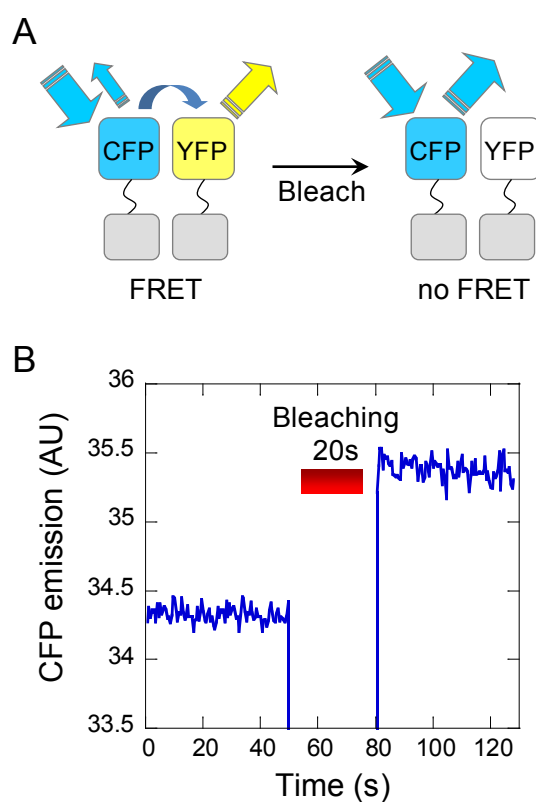 A
CFP
YFP
Bleach
CFP
YFP
FRET
no FRET
B
36
35.5
35
34.5
34
33.5
CFP emission (AU)
Bleaching
20s
0
20
40
60
80
100
120
Time (s)